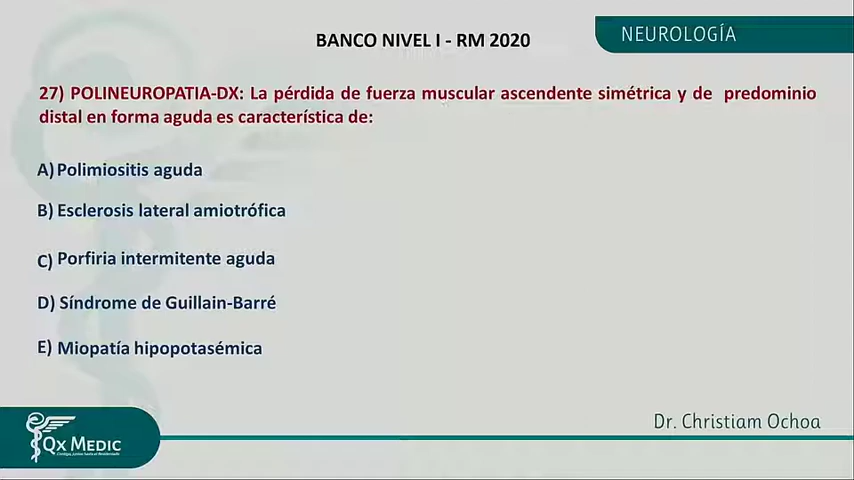 BANCO NIVEL I - RM 2020
NEUROLOGÍA
27) POLINEUROPATIA-DX: La pérdida de fuerza muscular ascendente simétrica y de predominio
distal en forma aguda es característica de:
A) Polimiositis aguda
B) Esclerosis lateral amiotrófica
C) Porfiria intermitente aguda
D) Síndrome de Guillain-Barré
E) Miopatía hipopotasémica
Dr. Christiam Ochoa
QX MEDIC